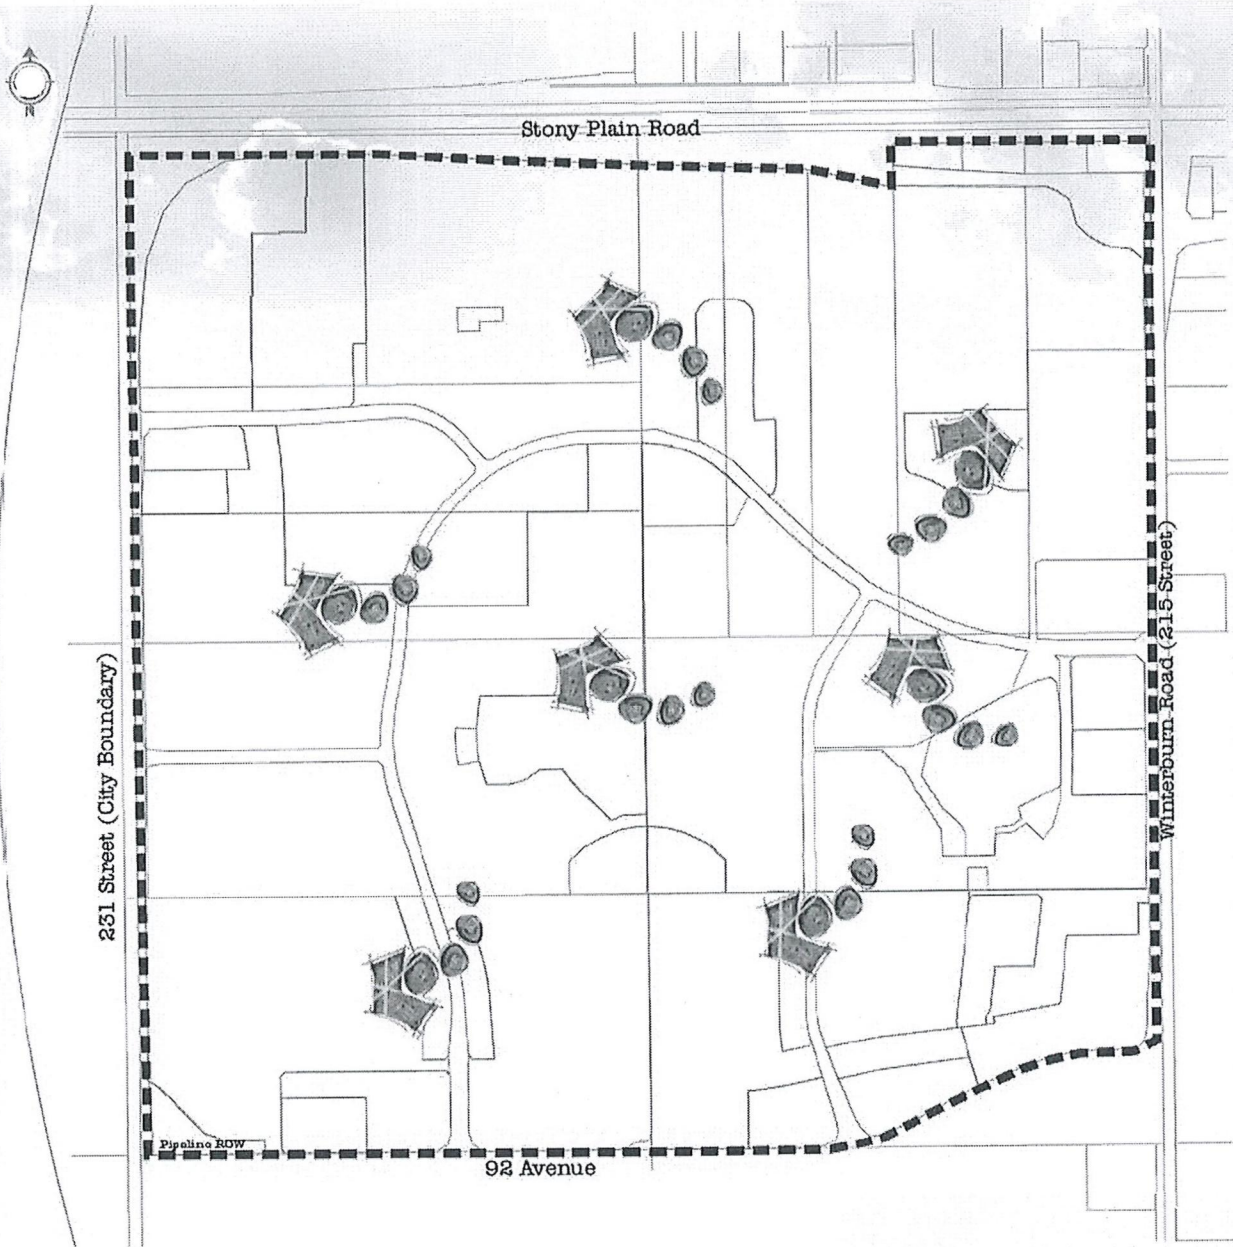 N
Stony Plain Road
Winterburn Road (215 Street)
231 Street (City Boundary)
Pipeline ROW
92 Avenue